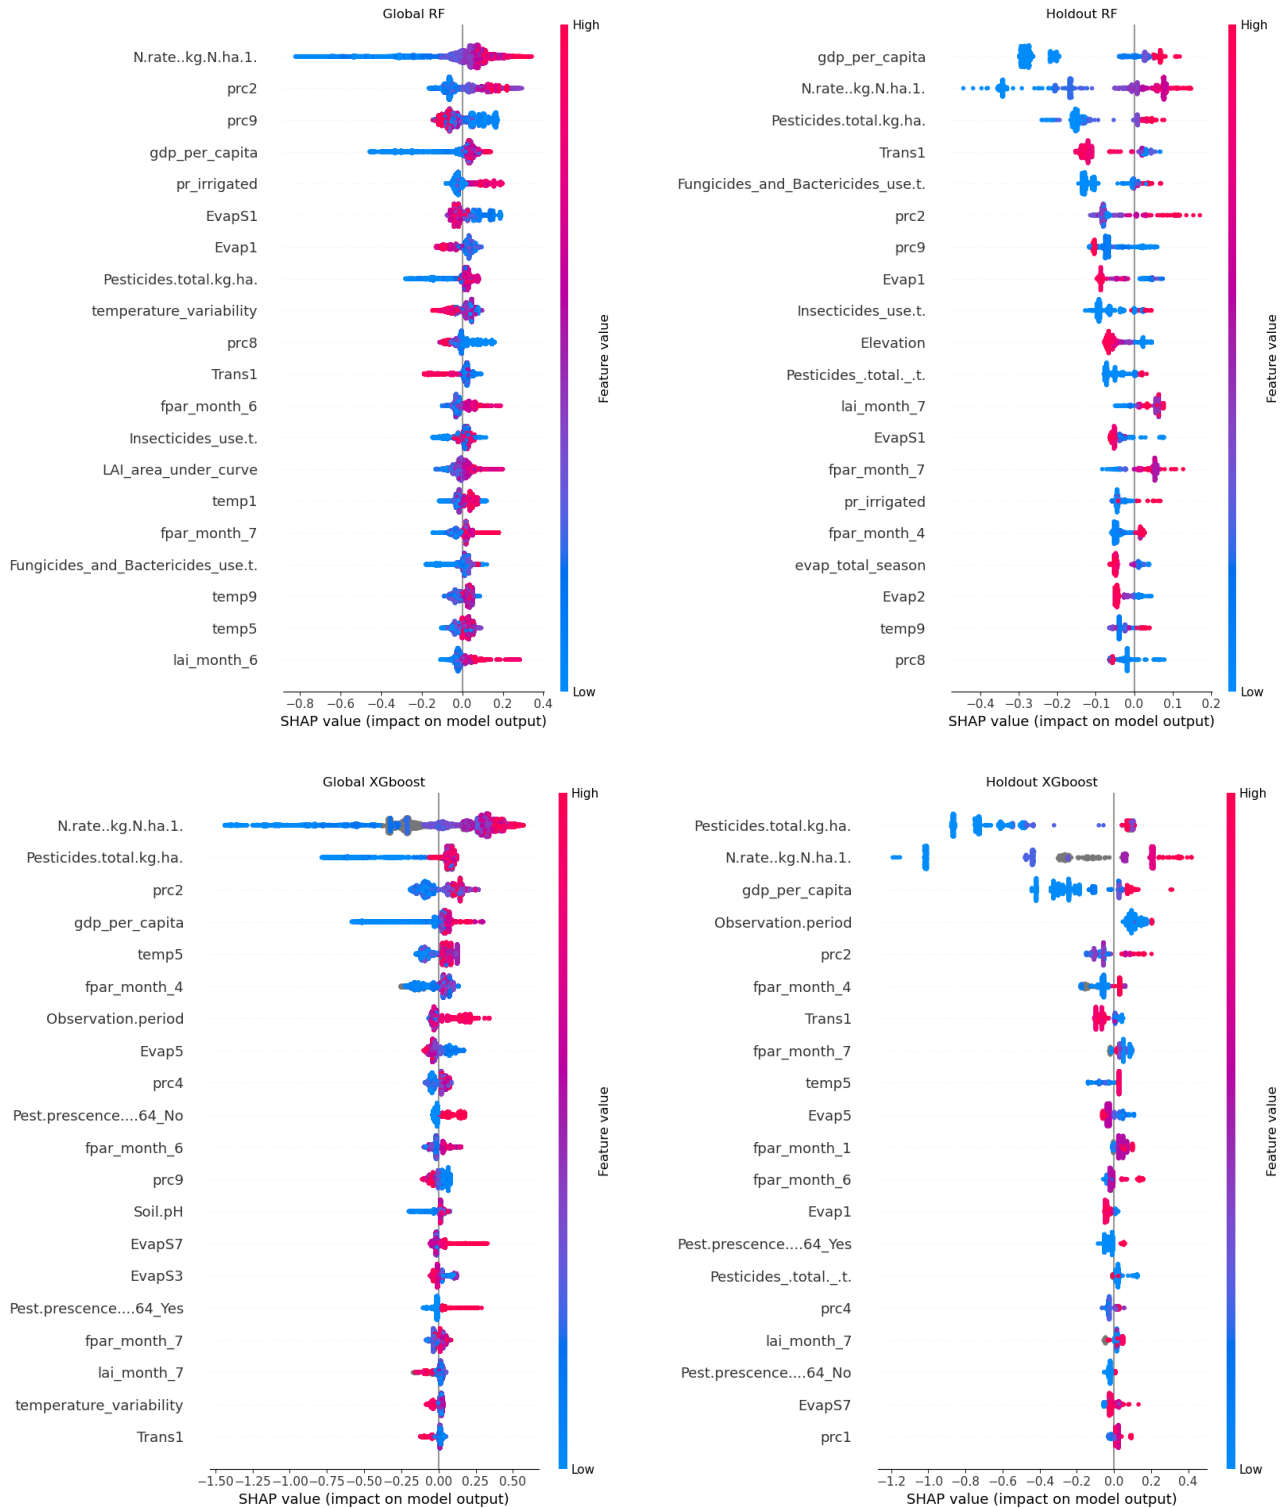 Global RF
High
N.rate..kg.N.ha.1.
prc2
prc9
gdp_per_capita
pr_irrigated
EvapS1
Evap1
Pesticides.total.kg.ha.
temperature_variability
prc8
Trans1
fpar_month_6
Insecticides_use.t.
LAI_area_under_curve
temp1
fpar_month_7
Fungicides_and_Bactericides_use.t.
temp9
temp5
lai_month_6
Low
Feature value
−0.8 −0.6 −0.4 −0.2 0.0 0.2 0.4
SHAP value (impact on model output)
Holdout RF
High
gdp_per_capita
N.rate..kg.N.ha.1.
Pesticides.total.kg.ha.
Trans1
Fungicides_and_Bactericides_use.t.
prc2
prc9
Evap1
Insecticides_use.t.
Elevation
Pesticides_.total._.t.
lai_month_7
EvapS1
fpar_month_7
pr_irrigated
fpar_month_4
evap_total_season
Evap2
temp9
prc8
Low
Feature value
−0.4 −0.3 −0.2 −0.1 0.0 0.1 0.2
SHAP value (impact on model output)
Global XGboost
High
N.rate..kg.N.ha.1.
Pesticides.total.kg.ha.
prc2
gdp_per_capita
temp5
fpar_month_4
Observation.period
Evap5
prc4
Pest.prescence....64_No
fpar_month_6
prc9
Soil.pH
EvapS7
EvapS3
Pest.prescence....64_Yes
fpar_month_7
lai_month_7
temperature_variability
Trans1
Low
Feature value
−1.50 −1.25 −1.00 −0.75 −0.50 −0.25 0.00 0.25 0.50
SHAP value (impact on model output)
Holdout XGboost
High
Pesticides.total.kg.ha.
N.rate..kg.N.ha.1.
gdp_per_capita
Observation.period
prc2
fpar_month_4
Trans1
fpar_month_7
temp5
Evap5
fpar_month_1
fpar_month_6
Evap1
Pest.prescence....64_Yes
Pesticides_.total._.t.
prc4
lai_month_7
Pest.prescence....64_No
EvapS7
prc1
Low
Feature value
−1.2 −1.0 −0.8 −0.6 −0.4 −0.2 0.0 0.2 0.4
SHAP value (impact on model output)